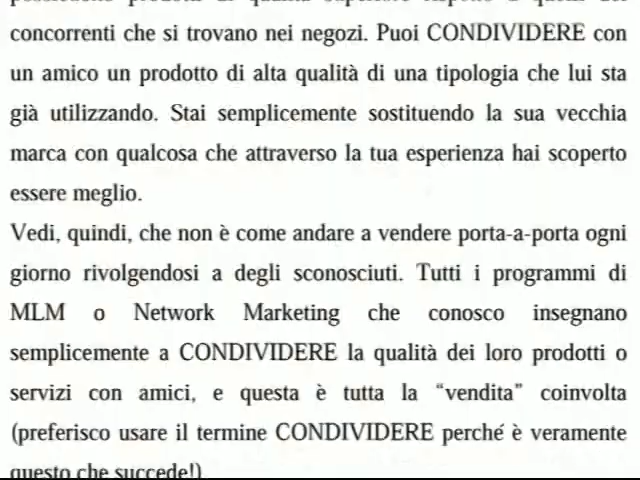 concorrenti che si trovano nei negozi. Puoi CONDIVIDERE con
un amico un prodotto di alta qualità di una tipologia che lui sta
già utilizzando. Stai semplicemente sostituendo la sua vecchia
marca con qualcosa che attraverso la tua esperienza hai scoperto
essere meglio.
Vedi, quindi, che non è come andare a vendere porta-a-porta ogni
giorno rivolgendosi a degli sconosciuti. Tutti i programmi di
MLM o Network Marketing che conosco insegnano
semplicemente a CONDIVIDERE la qualità dei loro prodotti o
servizi con amici, e questa è tutta la “vendita” coinvolta
(preferisco usare il termine CONDIVIDERE perché è veramente
questo che succede!)